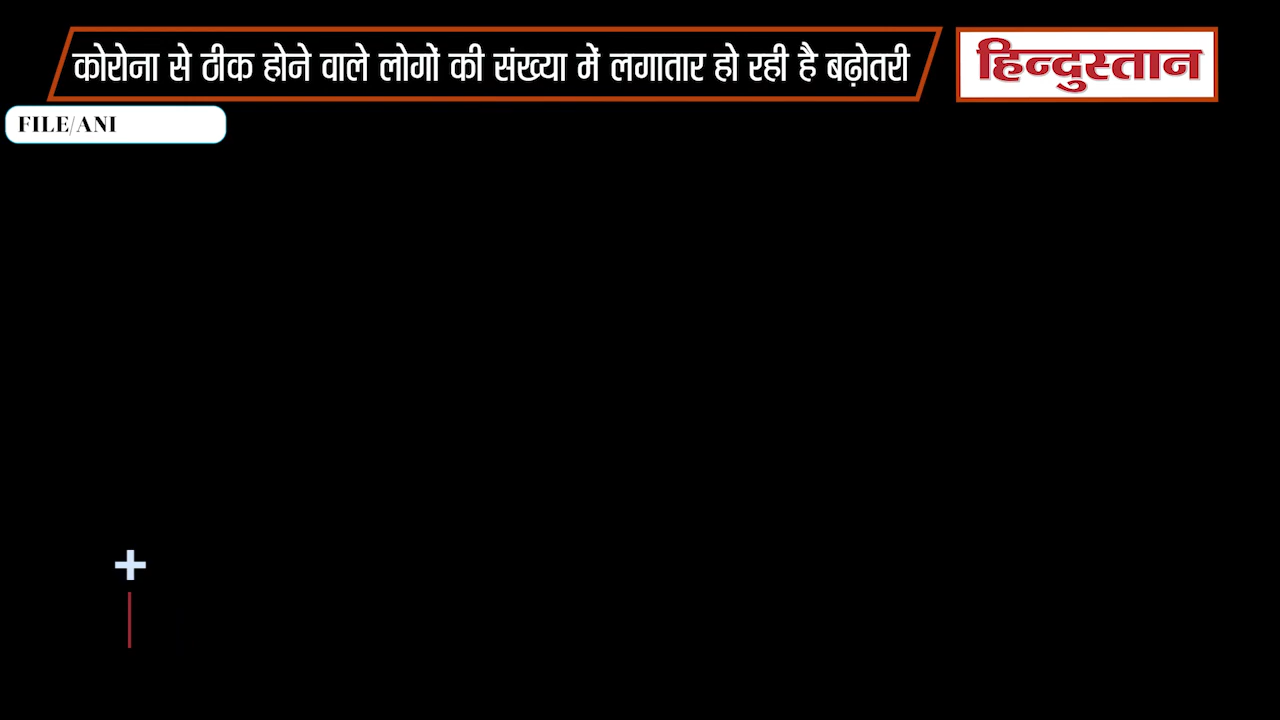 कोरोना से ठीक होने वाले लोगों की संख्या में लगातार हो रही है बढ़ोतरी
हिन्दुस्तान
FILE/ANI